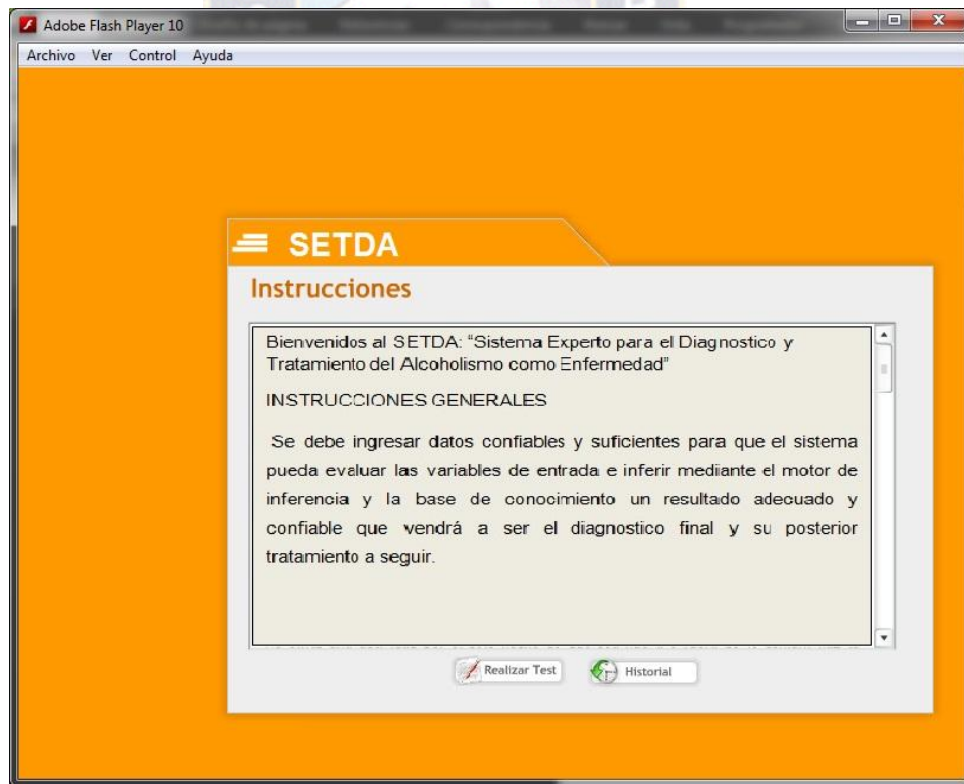 Adobe Flash Player 10
Archivo Ver Control Ayuda
SETDA
Instrucciones
Bienvenidos al SETDA: “Sistema Experto para el Diagnostico y
Tratamiento del Alcoholismo como Enfermedad”
INSTRUCCIONES GENERALES
Se debe ingresar datos confiables y suficientes para que el sistema
pueda evaluar las variables de entrada e inferir mediante el motor de
inferencia y la base de conocimiento un resultado adecuado y
confiable que vendrá a ser el diagnostico final y su posterior
tratamiento a seguir.
Realizar Test Historial